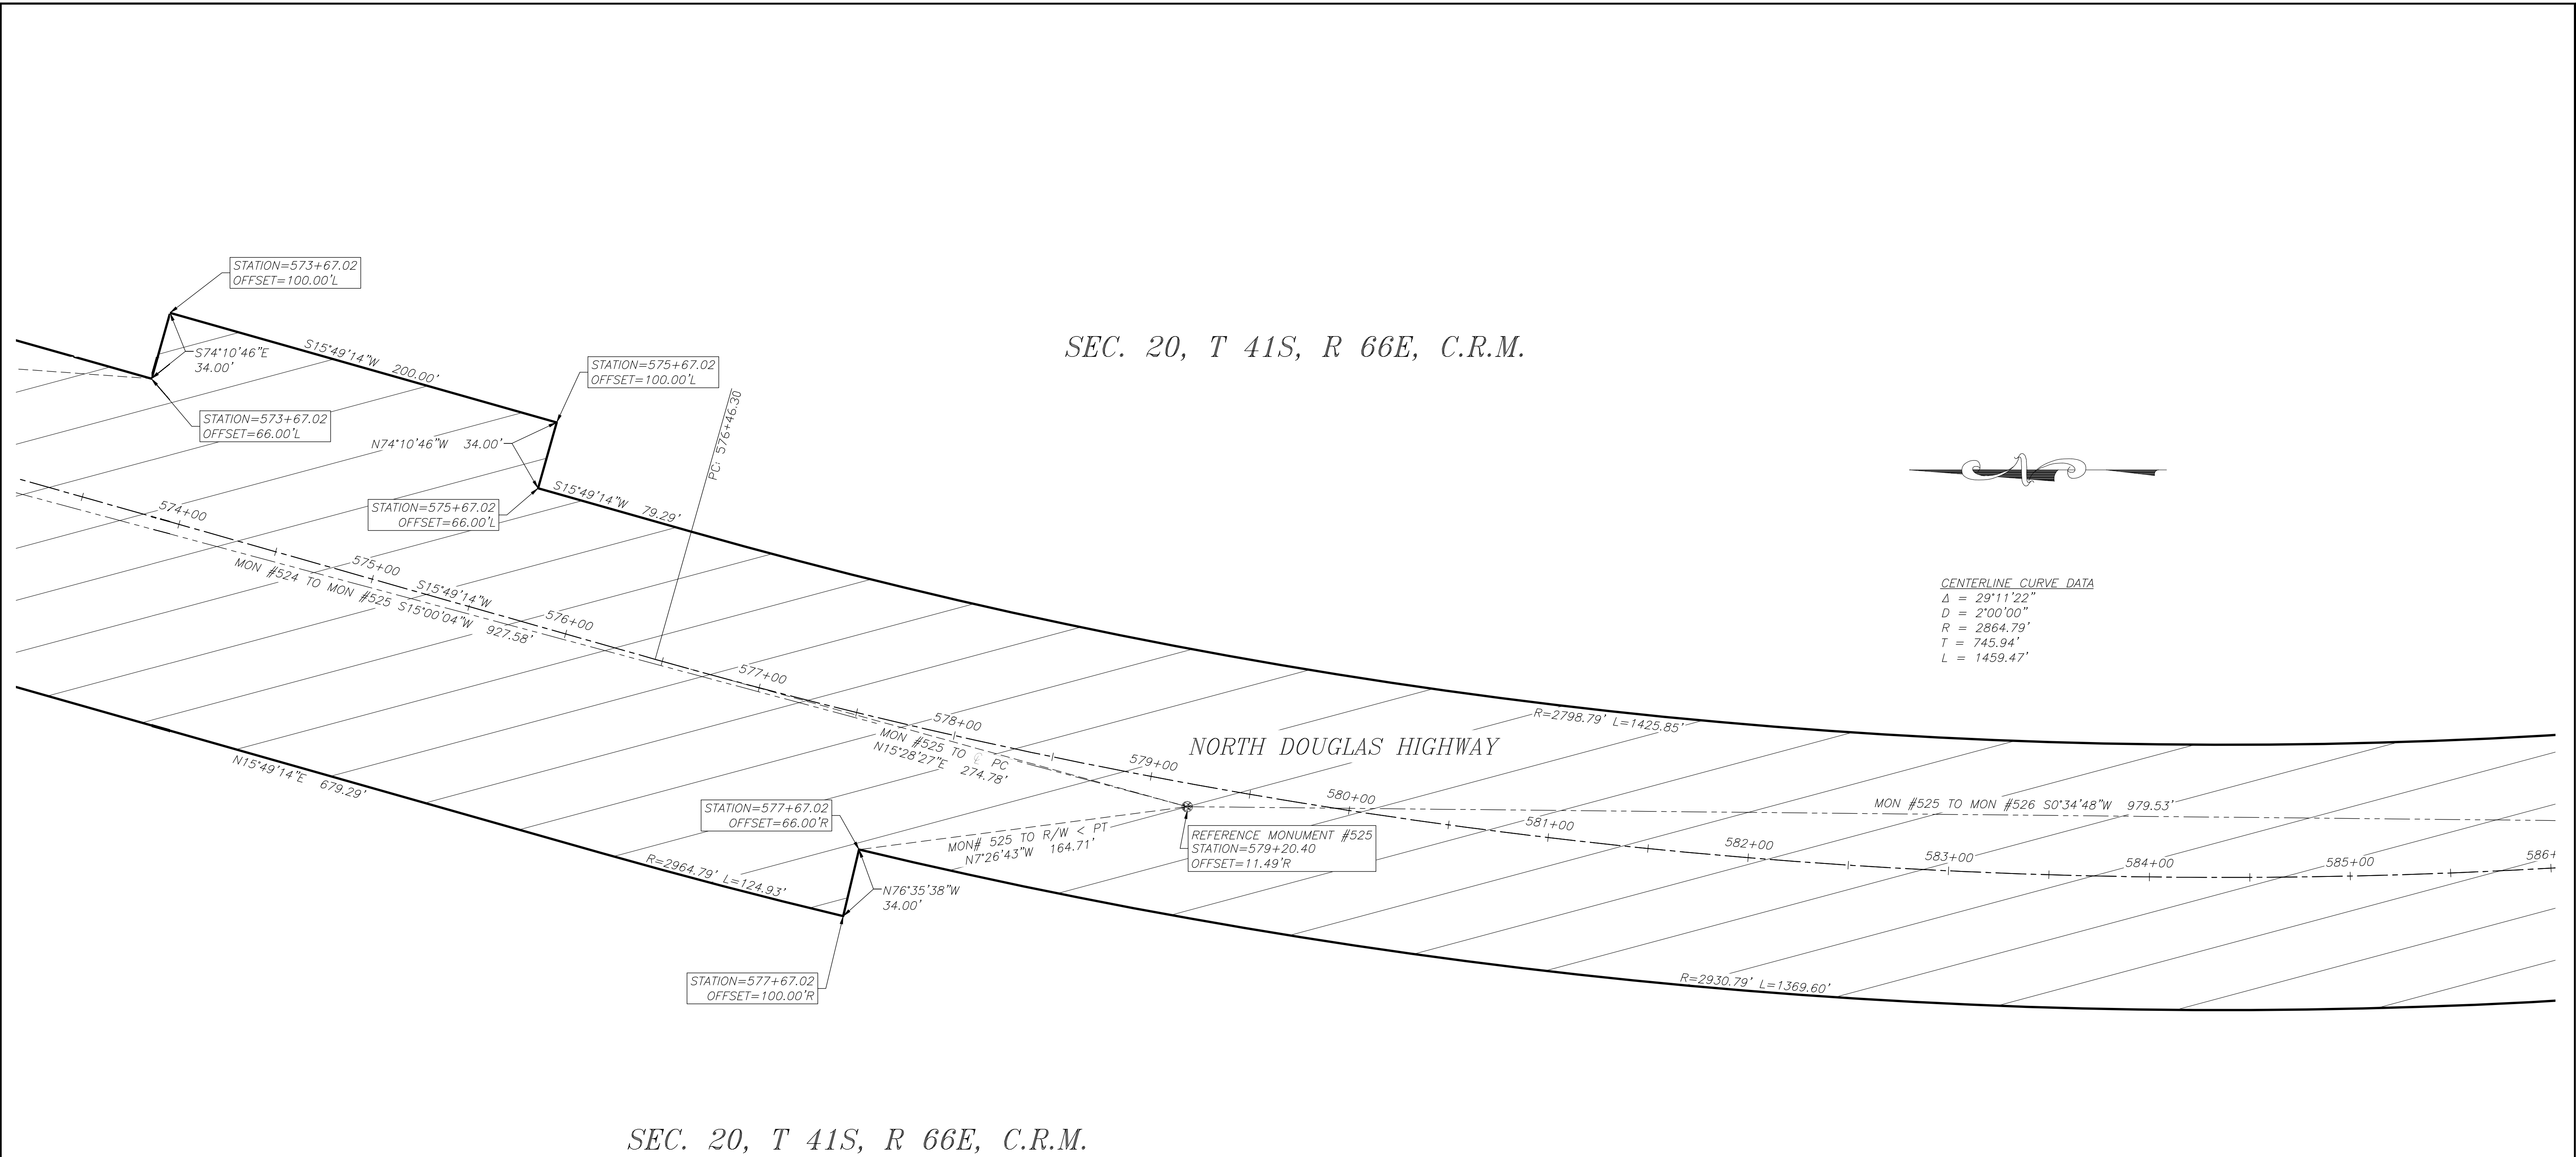 STATION=573+67.02
OFFSET=100.00'L
SEC. 20, T 41S, R 66E, C.R.M.
S74°10'46"E
34.00'
S15°49'14"W 200.00'
STATION=575+67.02
OFFSET=100.00'L
STATION=573+67.02
OFFSET=66.00'L
N74°10'46"W 34.00'
PC: 576+46.30
N
STATION=575+67.02
OFFSET=66.00'L
S15°49'14"W 79.29'
574+00
575+00
S15°49'14"W
576+00
MON #524 TO MON #525 S15°00'04"W 927.58'
CENTERLINE CURVE DATA
Δ = 29°11'22"
D = 2°00'00"
R = 2864.79'
T = 745.94'
L = 1459.47'
577+00
578+00
R=2798.79' L=1425.85'
MON #525 TO ℄ PC
N15°28'27"E 274.78'
NORTH DOUGLAS HIGHWAY
579+00
N15°49'14"E 679.29'
580+00
MON #525 TO MON #526 S0°34'48"W 979.53'
STATION=577+67.02
OFFSET=66.00'R
MON# 525 TO R/W < PT
N7°26'43"W 164.71'
REFERENCE MONUMENT #525
STATION=579+20.40
OFFSET=11.49'R
581+00
582+00
583+00
584+00
585+00
586+
R=2964.79' L=124.93'
N76°35'38"W
34.00'
STATION=577+67.02
OFFSET=100.00'R
R=2930.79' L=1369.60'
SEC. 20, T 41S, R 66E, C.R.M.